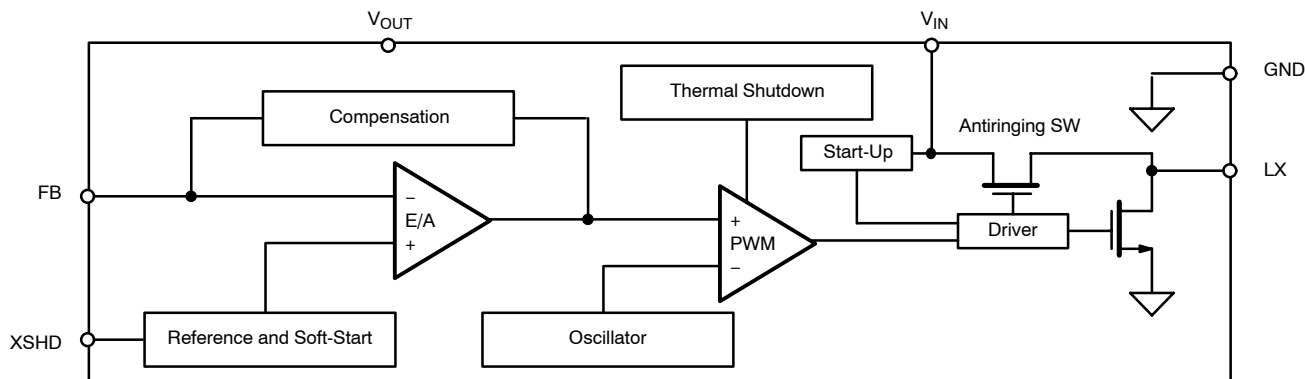 VOUT
VIN
GND
Thermal Shutdown
Compensation
Antiringing SW
Start-Up
LX
FB
−
E/A
+
+
PWM
−
Driver
XSHD
Reference and Soft-Start
Oscillator